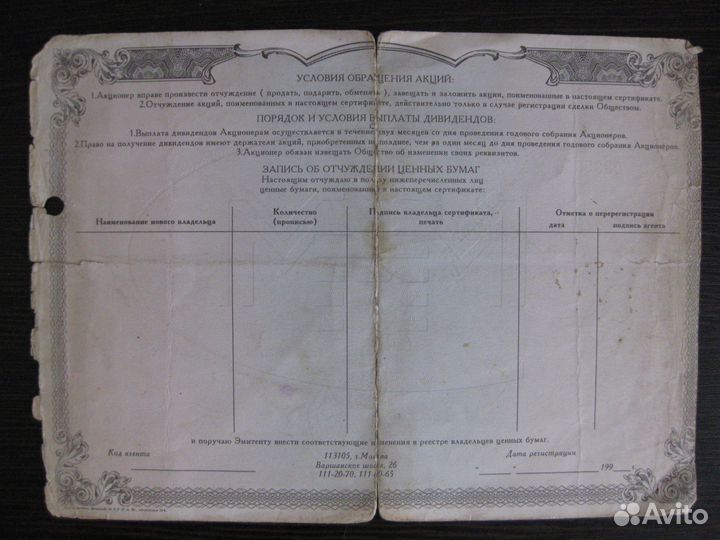 УСЛОВИЯ ОБРАЩЕНИЯ АКЦИЙ:
1.Акционер вправе произвести отчуждение ( продать, подарить, обменять ), завещать и заложить акции, поименованные в настоящем сертификате.
2.Отчуждение акций, поименованных в настоящем сертификате, действительно только в случае регистрации сделки Обществом.
ПОРЯДОК И УСЛОВИЯ ВЫПЛАТЫ ДИВИДЕНДОВ:
1.Выплата дивидендов Акционерам осуществляется в течение двух месяцев со дня проведения годового собрания Акционеров.
2.Право на получение дивидендов имеют держатели акций, приобретенных не позднее, чем за один месяц до дня проведения годового собрания Акционеров.
3.Акционер обязан извещать Общество об изменении своих реквизитов.
ЗАПИСЬ ОБ ОТЧУЖДЕНИИ ЦЕННЫХ БУМАГ
Настоящим отчуждаю в пользу нижеперечисленных лиц
ценные бумаги, поименованные в настоящем сертификате:
Наименование нового владельца
Количество (прописью)
Подпись владельца сертификата, печать
Отметка о перерегистрации
дата
подпись агента
и поручаю Эмитенту внести соответствующие изменения в реестре владельцев ценных бумаг.
Код агента
113105, г.Москва
Варшавское шоссе, 26
111-20-70, 111-
-65
Дата регистрации
" " 199
Avito